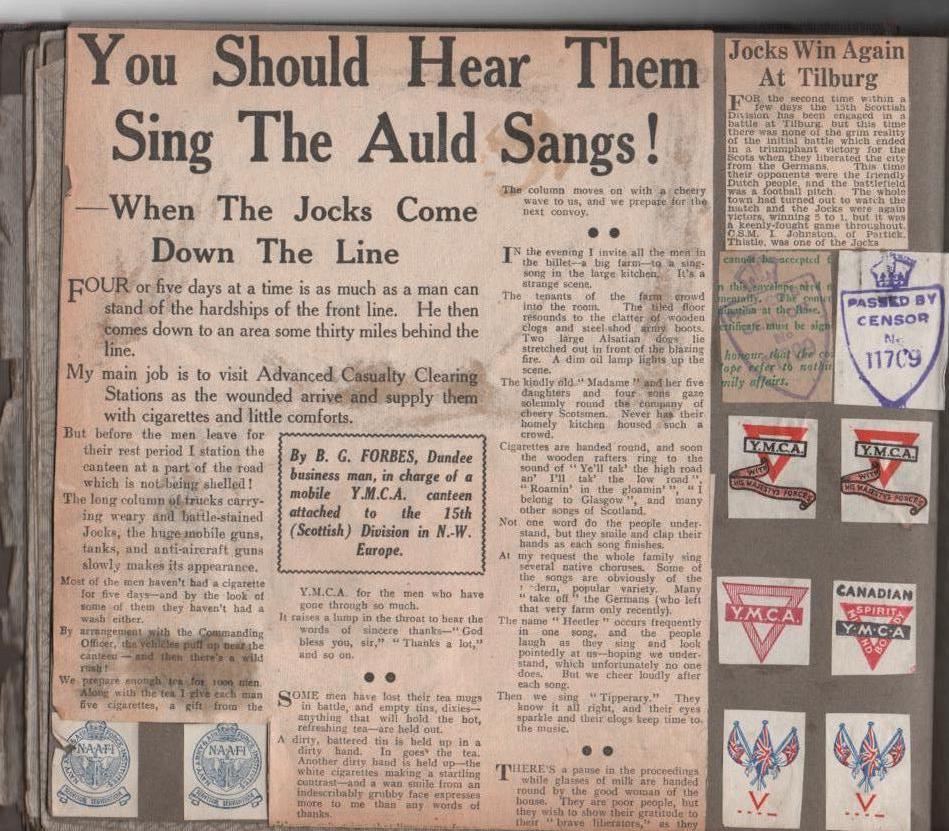 You Should Hear Them
Sing The Auld Sangs!
—When The Jocks Come
Down The Line
FOUR or five days at a time is as much as a man can
stand of the hardships of the front line. He then
comes down to an area some thirty miles behind the
line.
My main job is to visit Advanced Casualty Clearing
Stations as the wounded arrive and supply them
with cigarettes and little comforts.
But before the men leave for
their rest period I station the
canteen at a part of the road
which is not being shelled!
The long column of trucks carry-
ing weary and battle-stained
Jocks, the huge mobile guns,
tanks, and anti-aircraft guns
slowly makes its appearance.
Most of the men haven't had a cigarette
for five days—and by the look of
some of them they haven't had a
wash either.
By arrangement with the Commanding
Officer, the vehicles pull up near the
canteen—and then there's a wild
rush!
We prepare enough tea for 1000 men.
Along with the tea I give each man
five cigarettes, a gift from the
By B. G. FORBES, Dundee
business man, in charge of a
mobile Y.M.C.A. canteen
attached to the 15th
(Scottish) Division in N.-W.
Europe.
Y.M.C.A. for the men who have
gone through so much.
It raises a lump in the throat to hear the
words of sincere thanks—"God
bless you, sir," "Thanks a lot,"
and so on.
SOME men have lost their tea mugs
in battle, and empty tins, dixies—
anything that will hold the hot,
refreshing tea—are held out.
A dirty, battered tin is held up in a
dirty hand. In goes the tea.
Another dirty hand is held up—the
white cigarettes making a startling
contrast—and a wan smile from an
indescribably grubby face expresses
more to me than any words of
thanks.
The column moves on with a cheery
wave to us, and we prepare for the
next convoy.
IN the evening I invite all the men in
the billet—a big farm—to a sing-
song in the large kitchen. It's a
strange scene.
The tenants of the farm crowd
into the room. The tiled floor
resounds to the clatter of wooden
clogs and steel-shod army boots.
Two large Alsatian dogs lie
stretched out in front of the blazing
fire. A dim oil lamp lights up the
scene.
The kindly old "Madame" and her five
daughters and four sons gaze
solemnly round the company of
cheery Scotsmen. Never has their
homely kitchen housed such a
crowd.
Cigarettes are handed round, and soon
the wooden rafters ring to the
sound of "Ye'll tak' the high road
an' I'll tak' the low road",
"Roamin' in the gloamin'", "I
belong to Glasgow", and many
other songs of Scotland.
Not one word do the people under-
stand, but they smile and clap their
hands as each song finishes.
At my request the whole family sing
several native choruses. Some of
the songs are obviously of the
dern, popular variety. Many
"take off" the Germans (who left
that very farm only recently).
The name "Heetler" occurs frequently
in one song, and the people
laugh as they sing and look
pointedly at us—hoping we under-
stand, which unfortunately no one
does. But we cheer loudly after
each song.
Then we sing "Tipperary." They
know it all right, and their eyes
sparkle and their clogs keep time to
the music.
THERE'S a pause in the proceedings
while glasses of milk are handed
round by the good woman of the
house. They are poor people, but
they wish to show their gratitude to
their "brave liberators," as they
Jocks Win Again
At Tilburg
FOR the second time within a
few days the 15th Scottish
Division has been engaged in a
battle at Tilburg, but this time
there was none of the grim reality
of the initial battle which ended
in a triumphant victory for the
Scots when they liberated the city
from the Germans. This time
their opponents were the friendly
Dutch people, and the battlefield
was a football pitch. The whole
town had turned out to watch the
match and the Jocks were again
victors, winning 5 to 1, but it was
a keenly-fought game throughout.
C.S.M. I. Johnston, of Partick
Thistle, was one of the Jocks
cannot be accepted
this envelope need
The
at the Base.
must be sign
honour that the
refer to
mily affairs.
PASSED BY
CENSOR
No.
11709
Y.M.C.A.
WITH
HIS MAJESTY'S FORCES
Y.M.C.A.
WITH
HIS MAJESTY'S FORCES
Y.M.C.A.
CANADIAN
SPIRIT
Y·M·C·A
MIND BODY
NAAFI
NAAFI
...V_
...V_